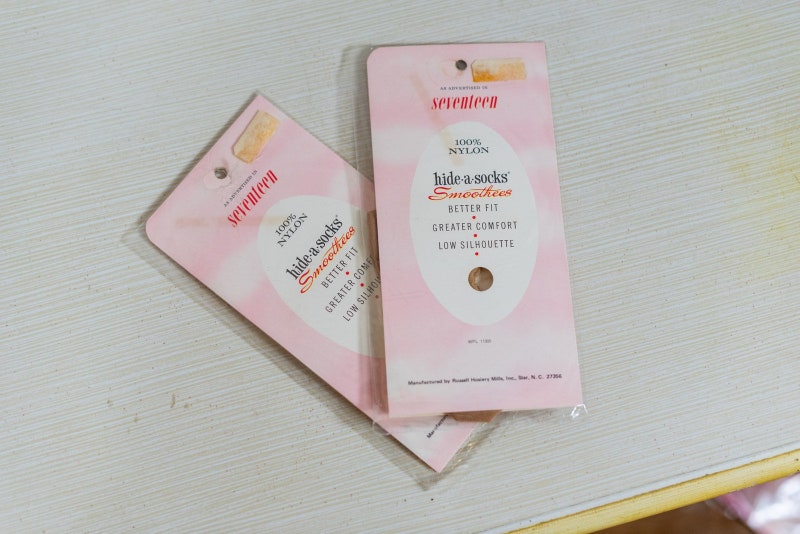 AS ADVERTISED IN
seventeen
100%
NYLON
hide-a-socks®
Smoothees
BETTER FIT
GREATER COMFORT
LOW SILHOUETTE
Manufactured by Russell Hosiery Mills, Inc., Star, N. C. 27356
AS ADVERTISED IN
seventeen
100%
NYLON
hide-a-socks®
Smoothees
BETTER FIT
GREATER COMF
LOW SILHOU
Manufac